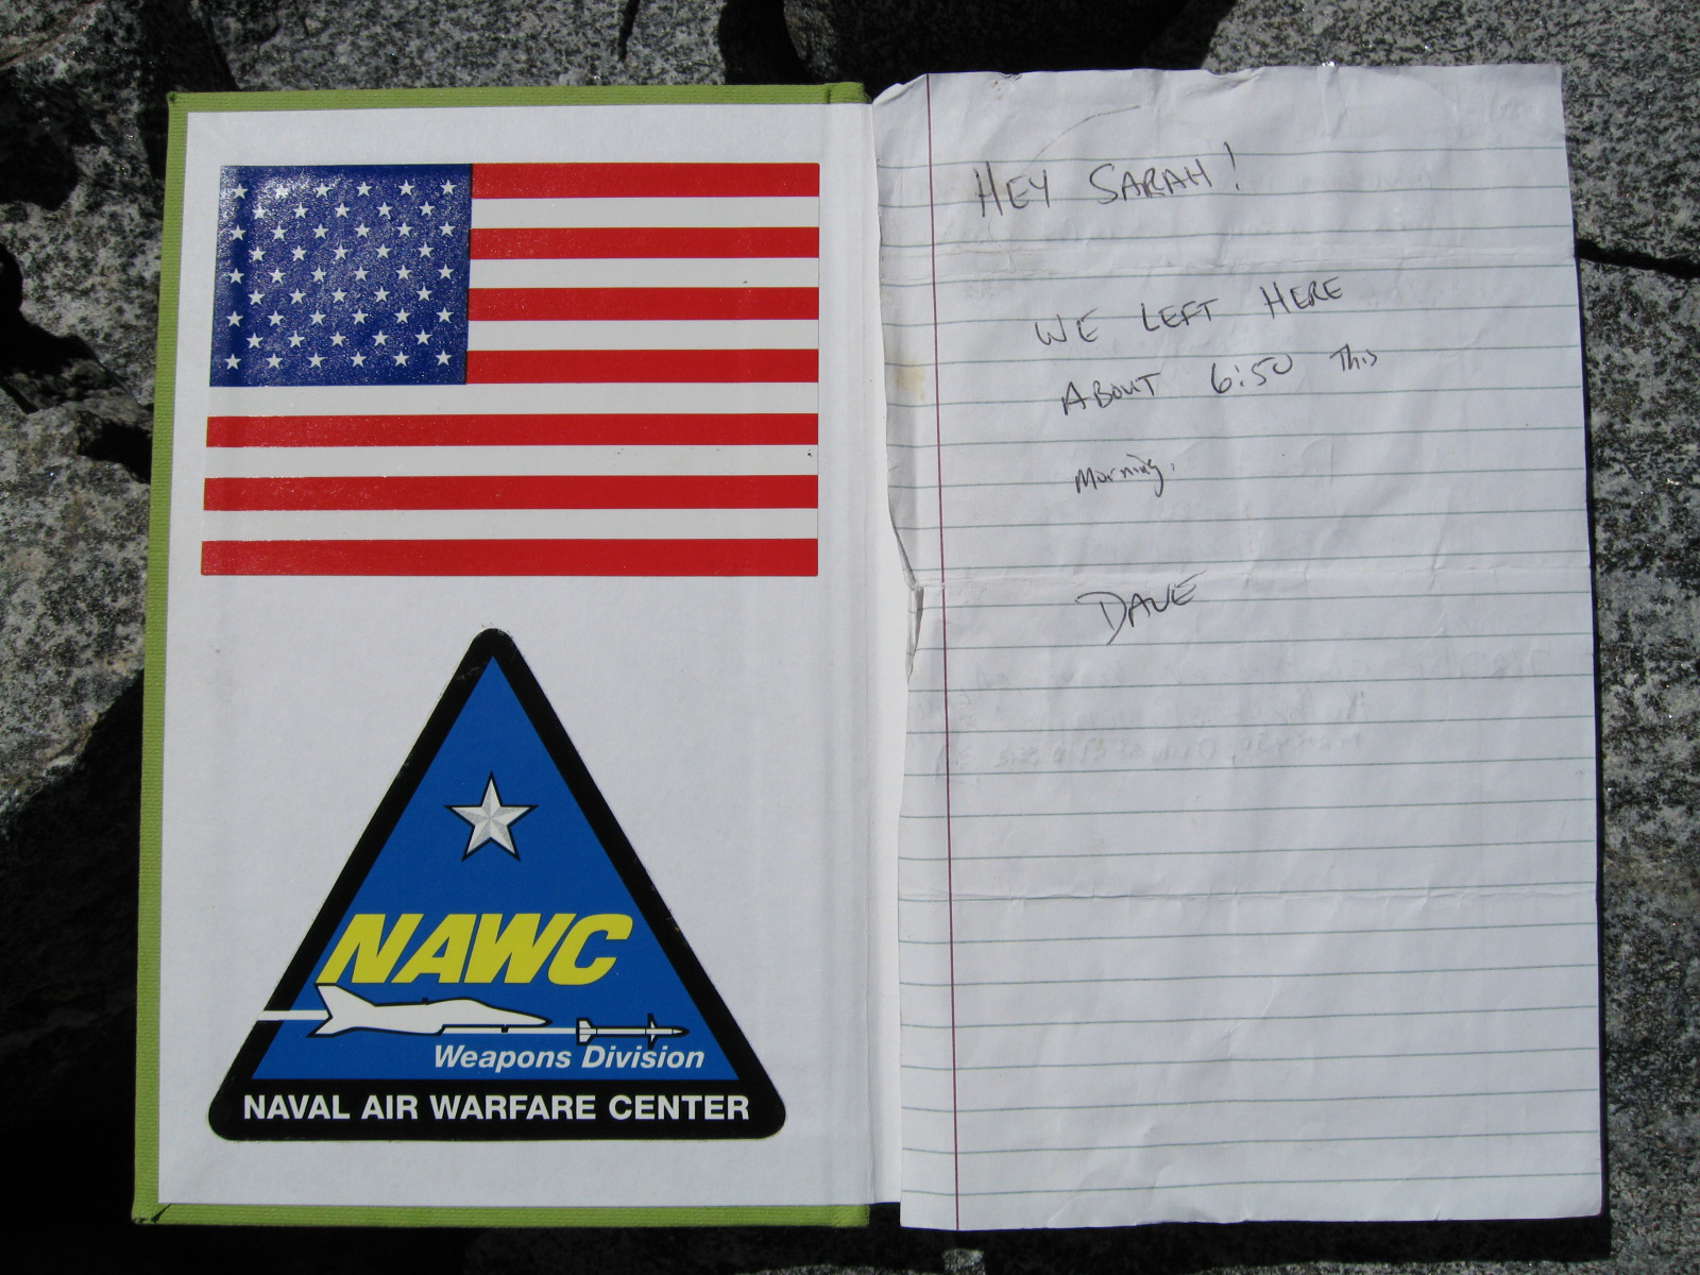 NAWC
Weapons Division
NAVAL AIR WARFARE CENTER
HEY SARAH!
WE LEFT HERE
ABOUT 6:50 This
Morning.
DAVE